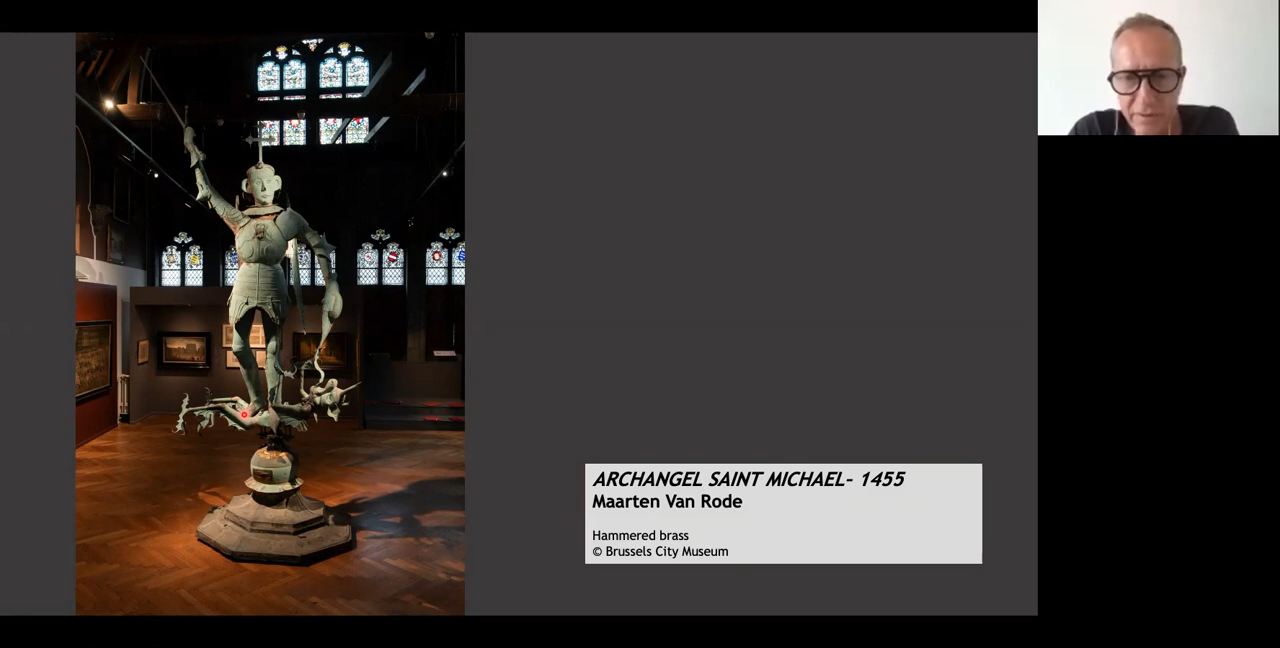 ARCHANGEL SAINT MICHAEL- 1455
Maarten Van Rode
Hammered brass
© Brussels City Museum